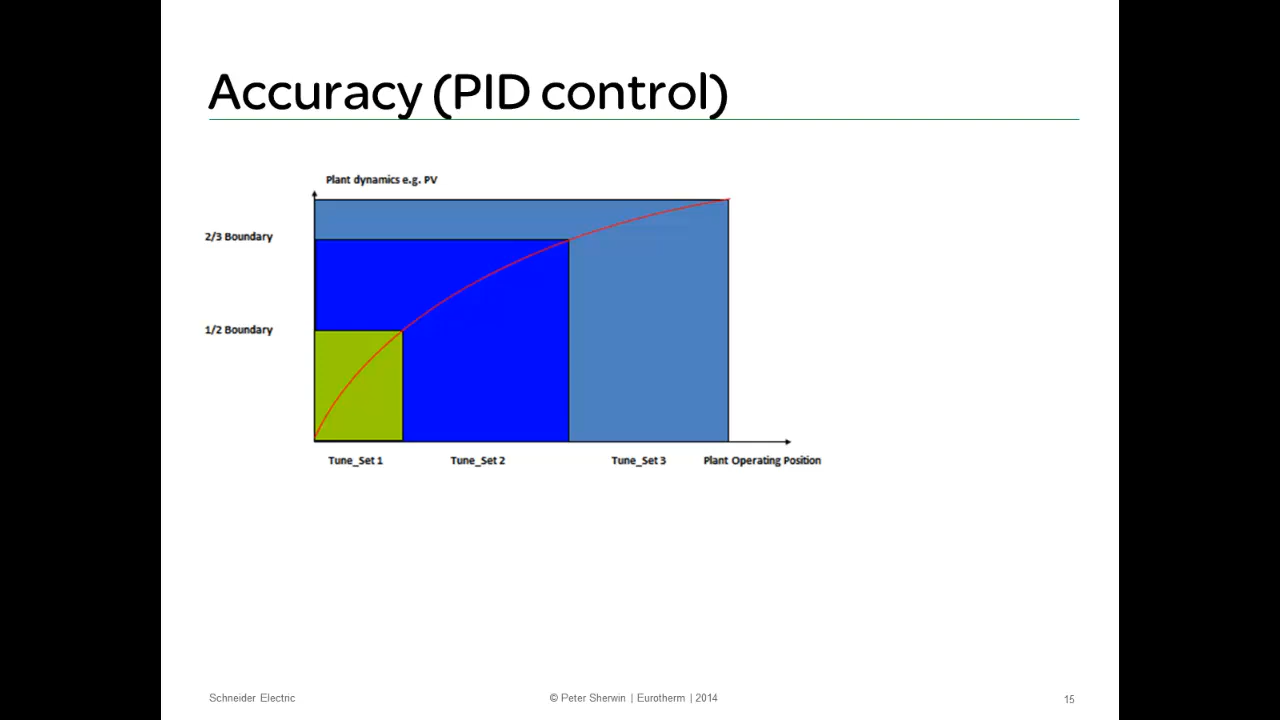 Accuracy (PID control)
Plant dynamics e.g. PV
2/3 Boundary
1/2 Boundary
Tune_Set 1 Tune_Set 2 Tune_Set 3 Plant Operating Position
Schneider Electric © Peter Sherwin | Eurotherm | 2014 15